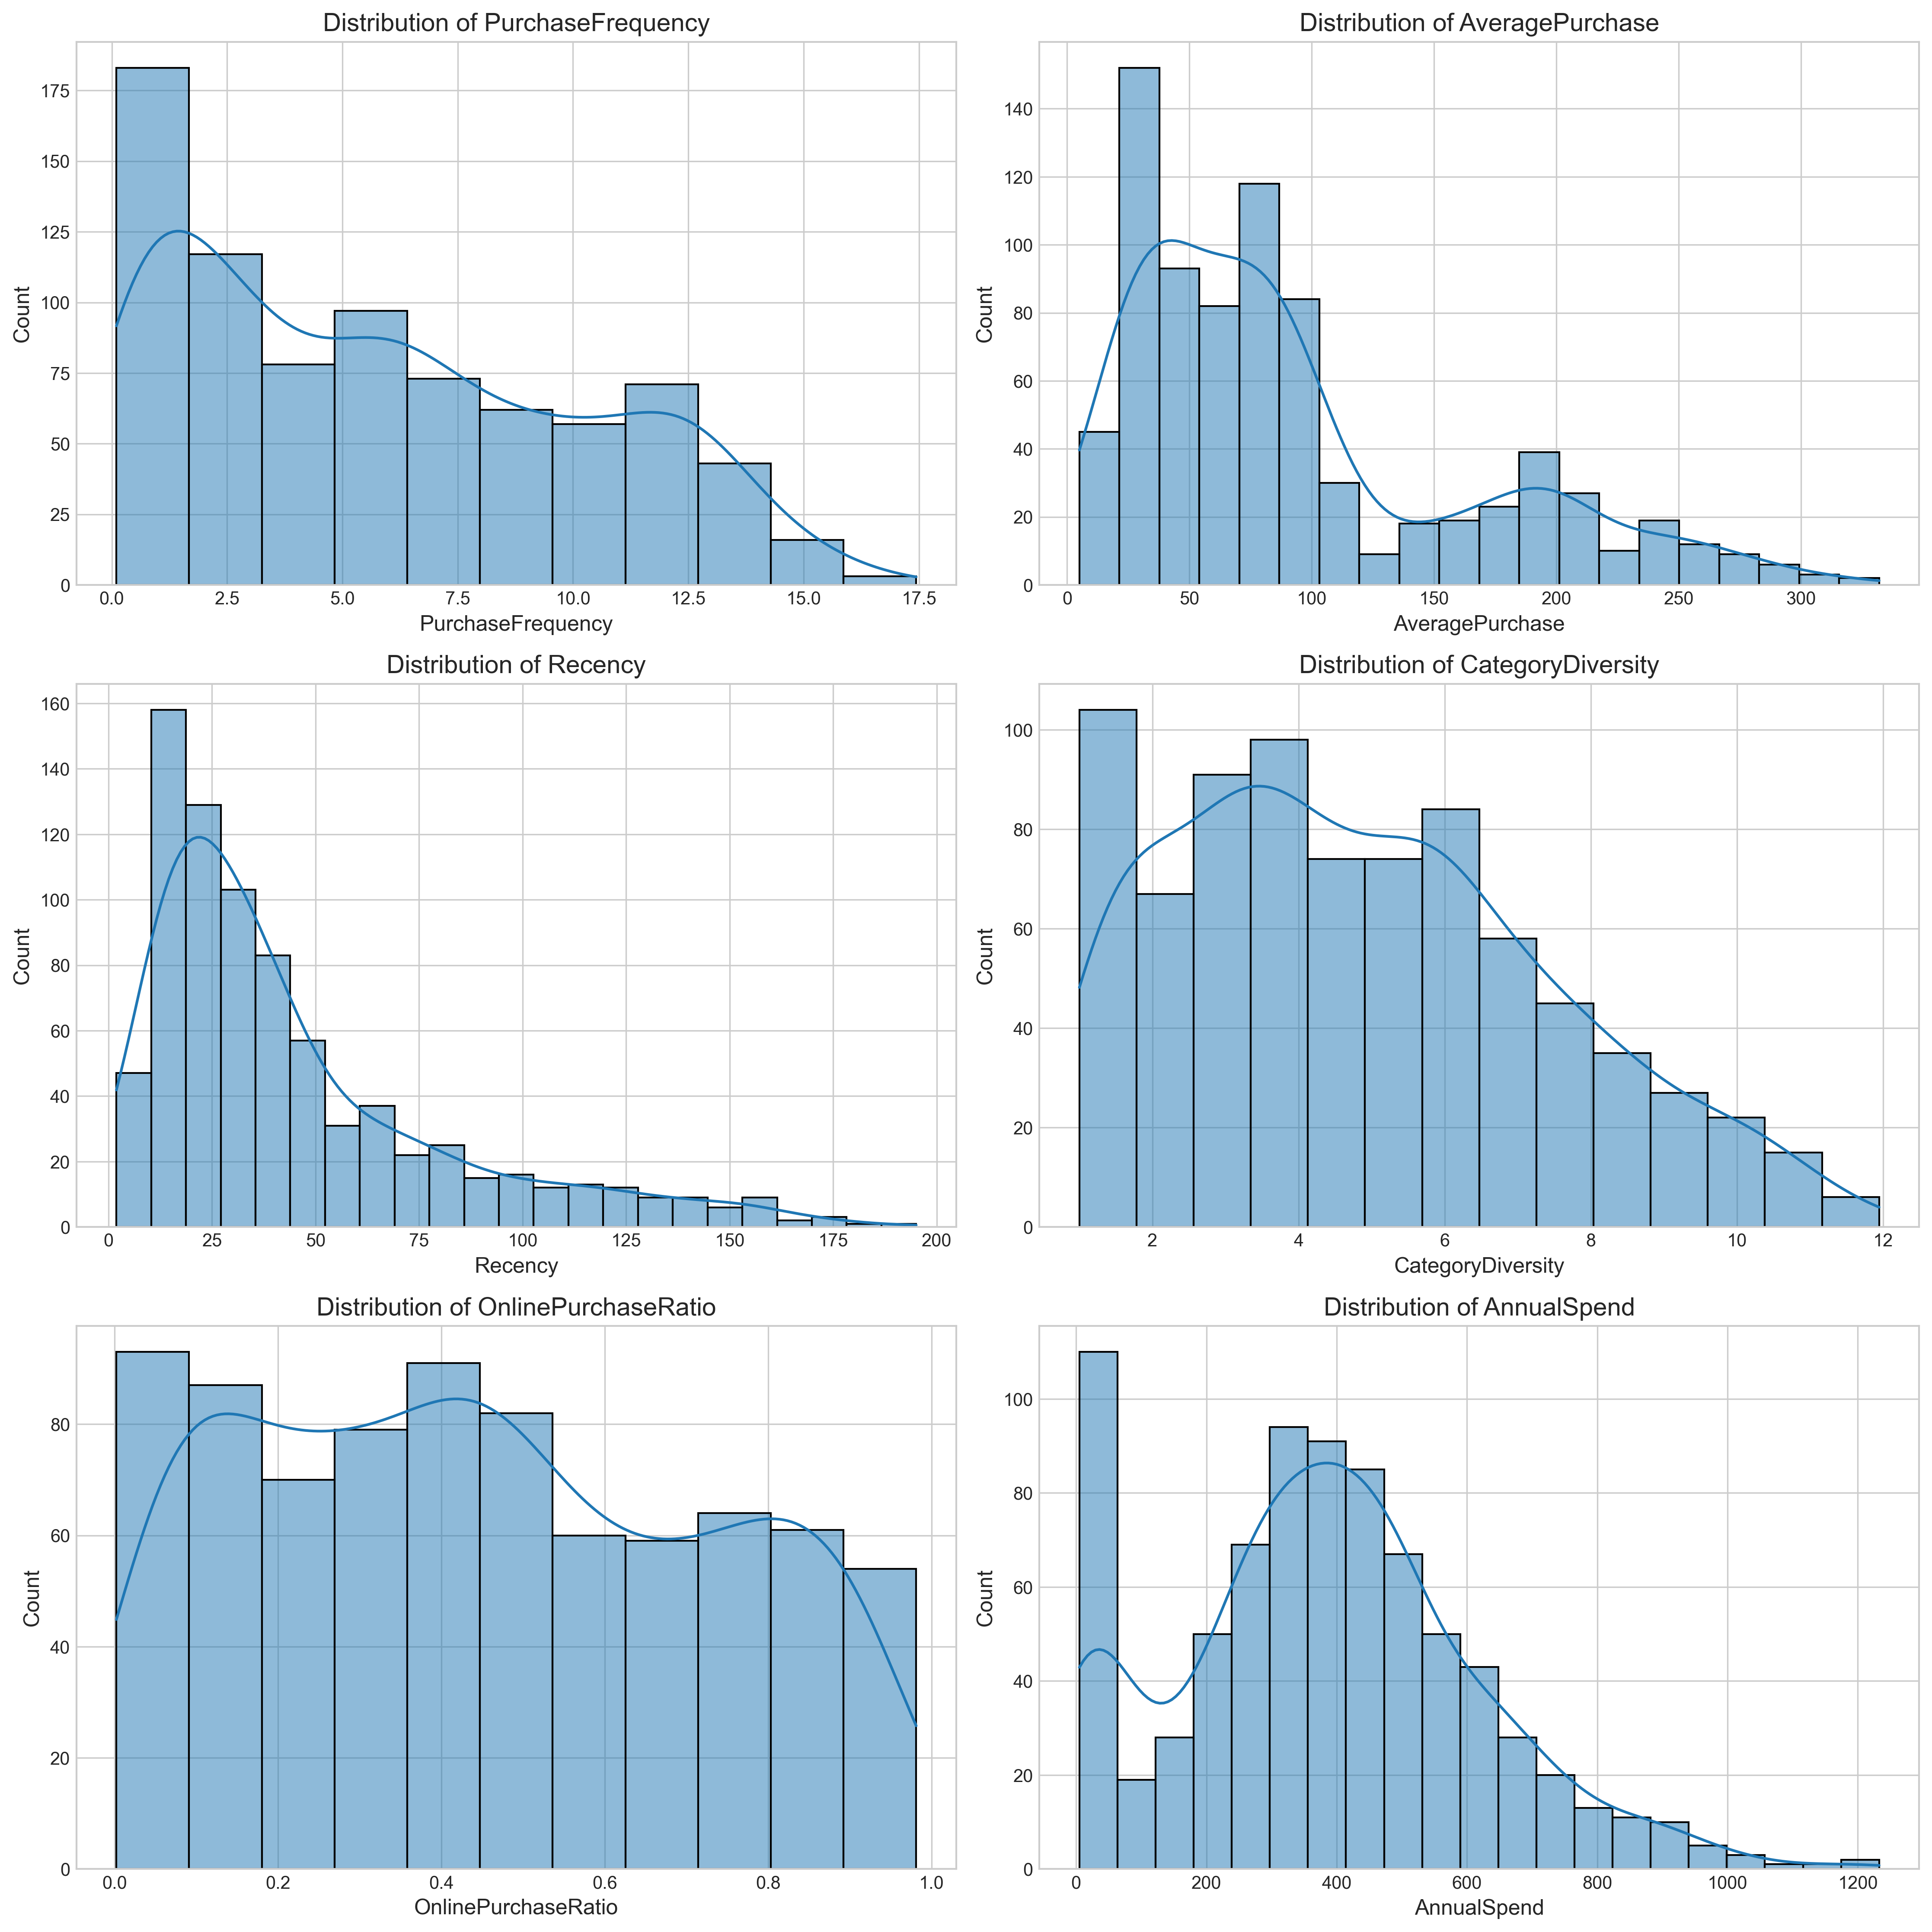 Distribution of PurchaseFrequency
175
150
125
100
75
50
25
0
Count
0.0 2.5 5.0 7.5 10.0 12.5 15.0 17.5
PurchaseFrequency
Distribution of AveragePurchase
140
120
100
80
60
40
20
0
Count
0 50 100 150 200 250 300
AveragePurchase
Distribution of Recency
160
140
120
100
80
60
40
20
0
Count
0 25 50 75 100 125 150 175 200
Recency
Distribution of CategoryDiversity
100
80
60
40
20
0
Count
2 4 6 8 10 12
CategoryDiversity
Distribution of OnlinePurchaseRatio
80
60
40
20
0
Count
0.0 0.2 0.4 0.6 0.8 1.0
OnlinePurchaseRatio
Distribution of AnnualSpend
100
80
60
40
20
0
Count
0 200 400 600 800 1000 1200
AnnualSpend